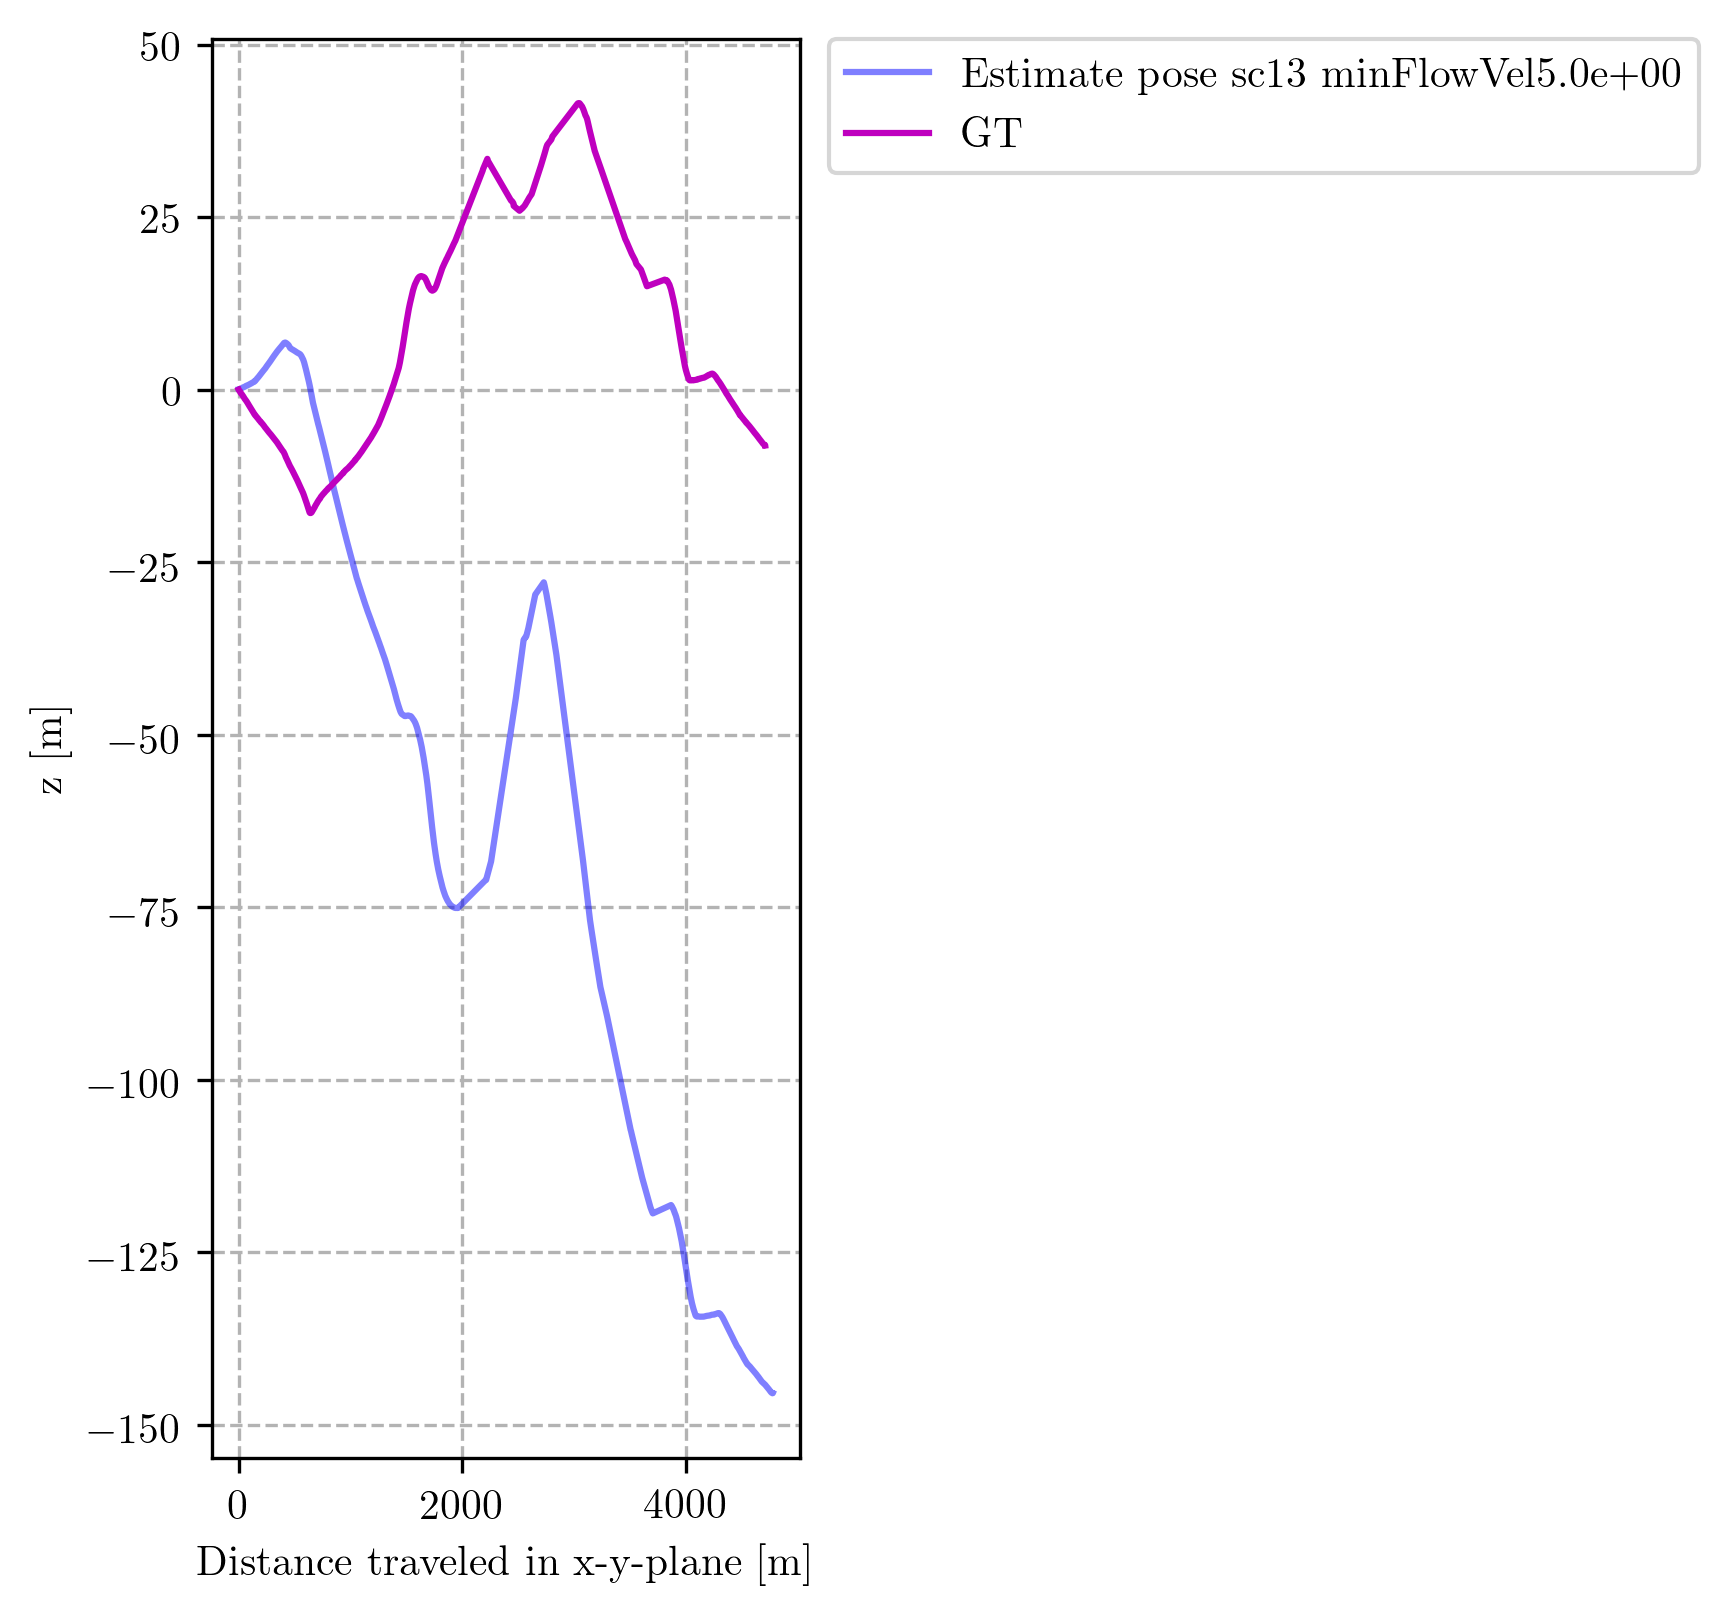 Estimate pose sc13 minFlowVel5.0e+00
GT
50
25
0
−25
−50
−75
−100
−125
−150
z [m]
0 2000 4000
Distance traveled in x-y-plane [m]